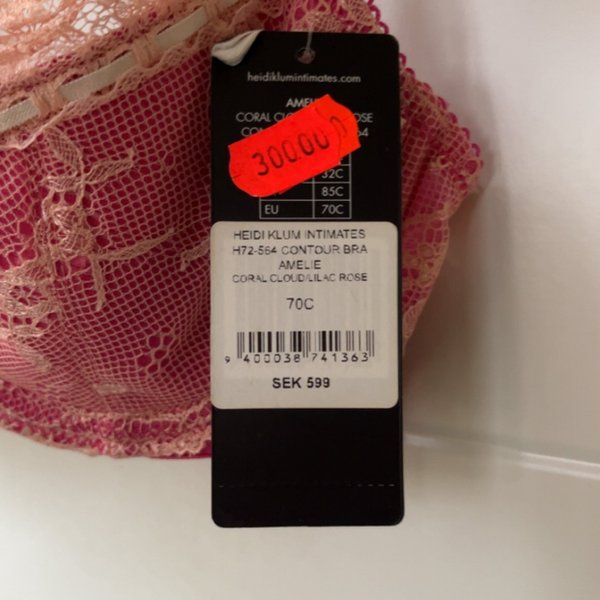 heidiklumintimates.com
CORAL CLO
300.00
32C
85C
EU 70C
HEIDI KLUM INTIMATES
H72-564 CONTOUR BRA
AMELIE
CORAL CLOUD/LILAC ROSE
70C
9 400038 741363
SEK 599